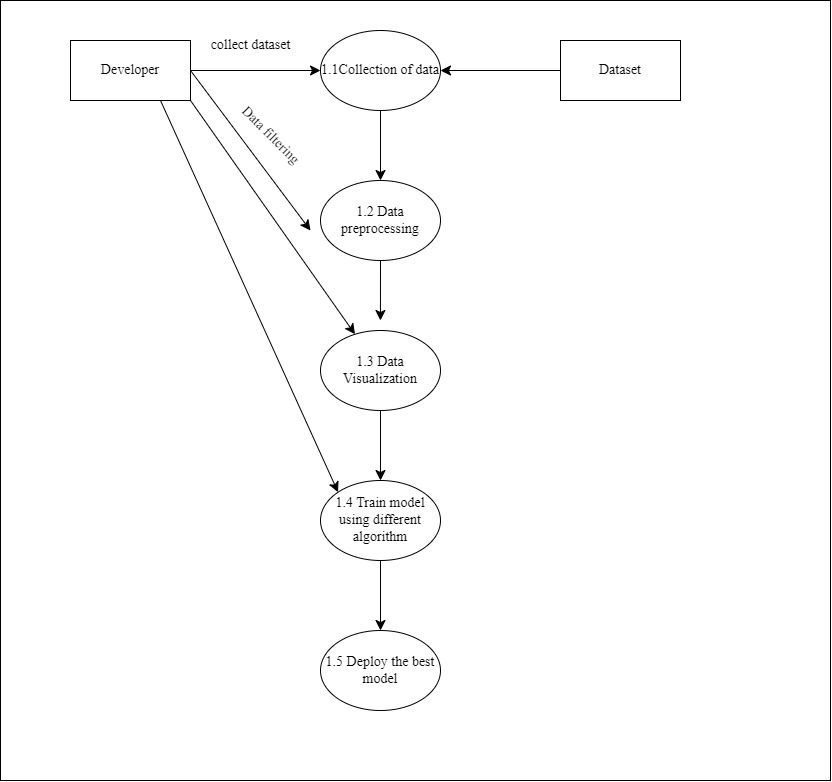 collect dataset
Developer
1.1Collection of data
Dataset
Data filtering
1.2 Data
preprocessing
1.3 Data
Visualization
1.4 Train model
using different
algorithm
1.5 Deploy the best
model